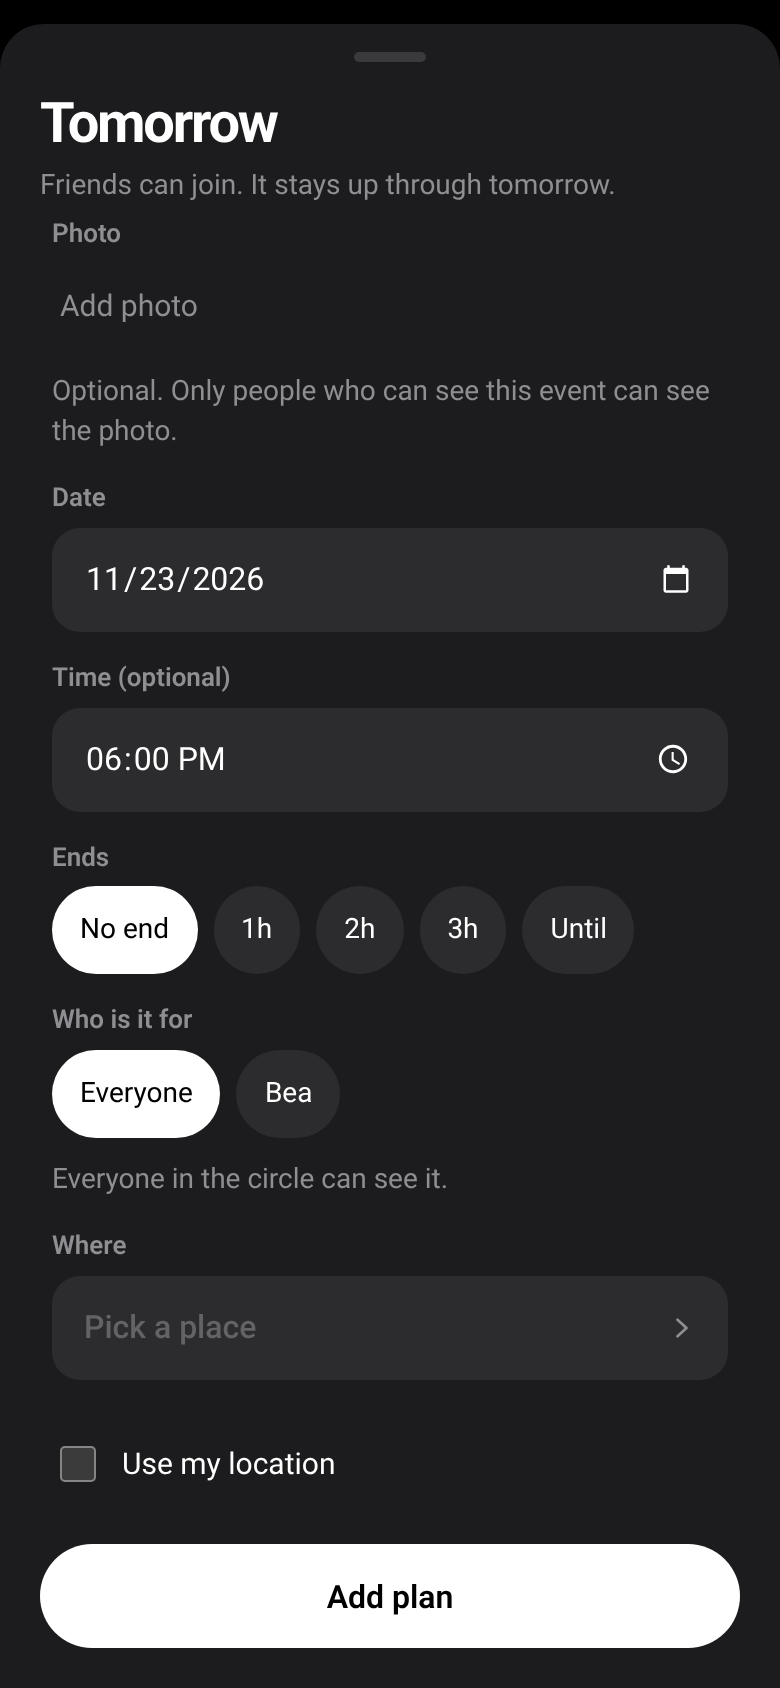 Tomorrow
Friends can join. It stays up through tomorrow.
Photo
Add photo
Optional. Only people who can see this event can see
the photo.
Date
11/23/2026
Time (optional)
06:00 PM
Ends
No end 1h 2h 3h Until
Who is it for
Everyone Bea
Everyone in the circle can see it.
Where
Pick a place
Use my location
Add plan